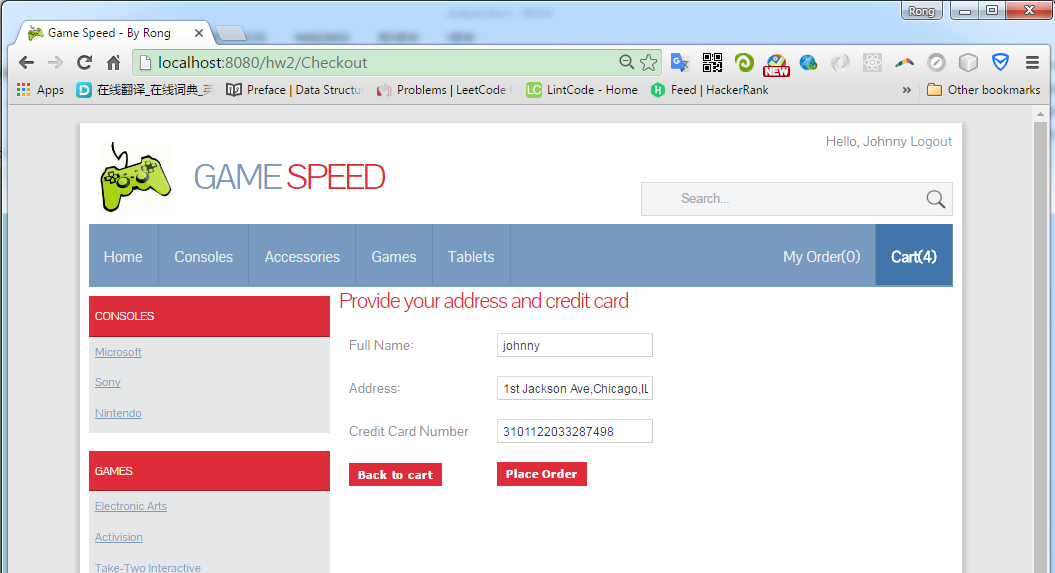 Rong
Game Speed - By Rong
localhost:8080/hw2/Checkout
NEW
Apps
在线翻译_在线词典_
Preface | Data Structu
Problems | LeetCode
LC LintCode - Home
Feed | HackerRank
»
Other bookmarks
Hello, Johnny Logout
GAME SPEED
Search...
Home
Consoles
Accessories
Games
Tablets
My Order(0)
Cart(4)
CONSOLES
Microsoft
Sony
Nintendo
GAMES
Electronic Arts
Activision
Take-Two Interactive
Provide your address and credit card
Full Name:
johnny
Address:
1st Jackson Ave,Chicago,IL
Credit Card Number
3101122033287498
Back to cart
Place Order